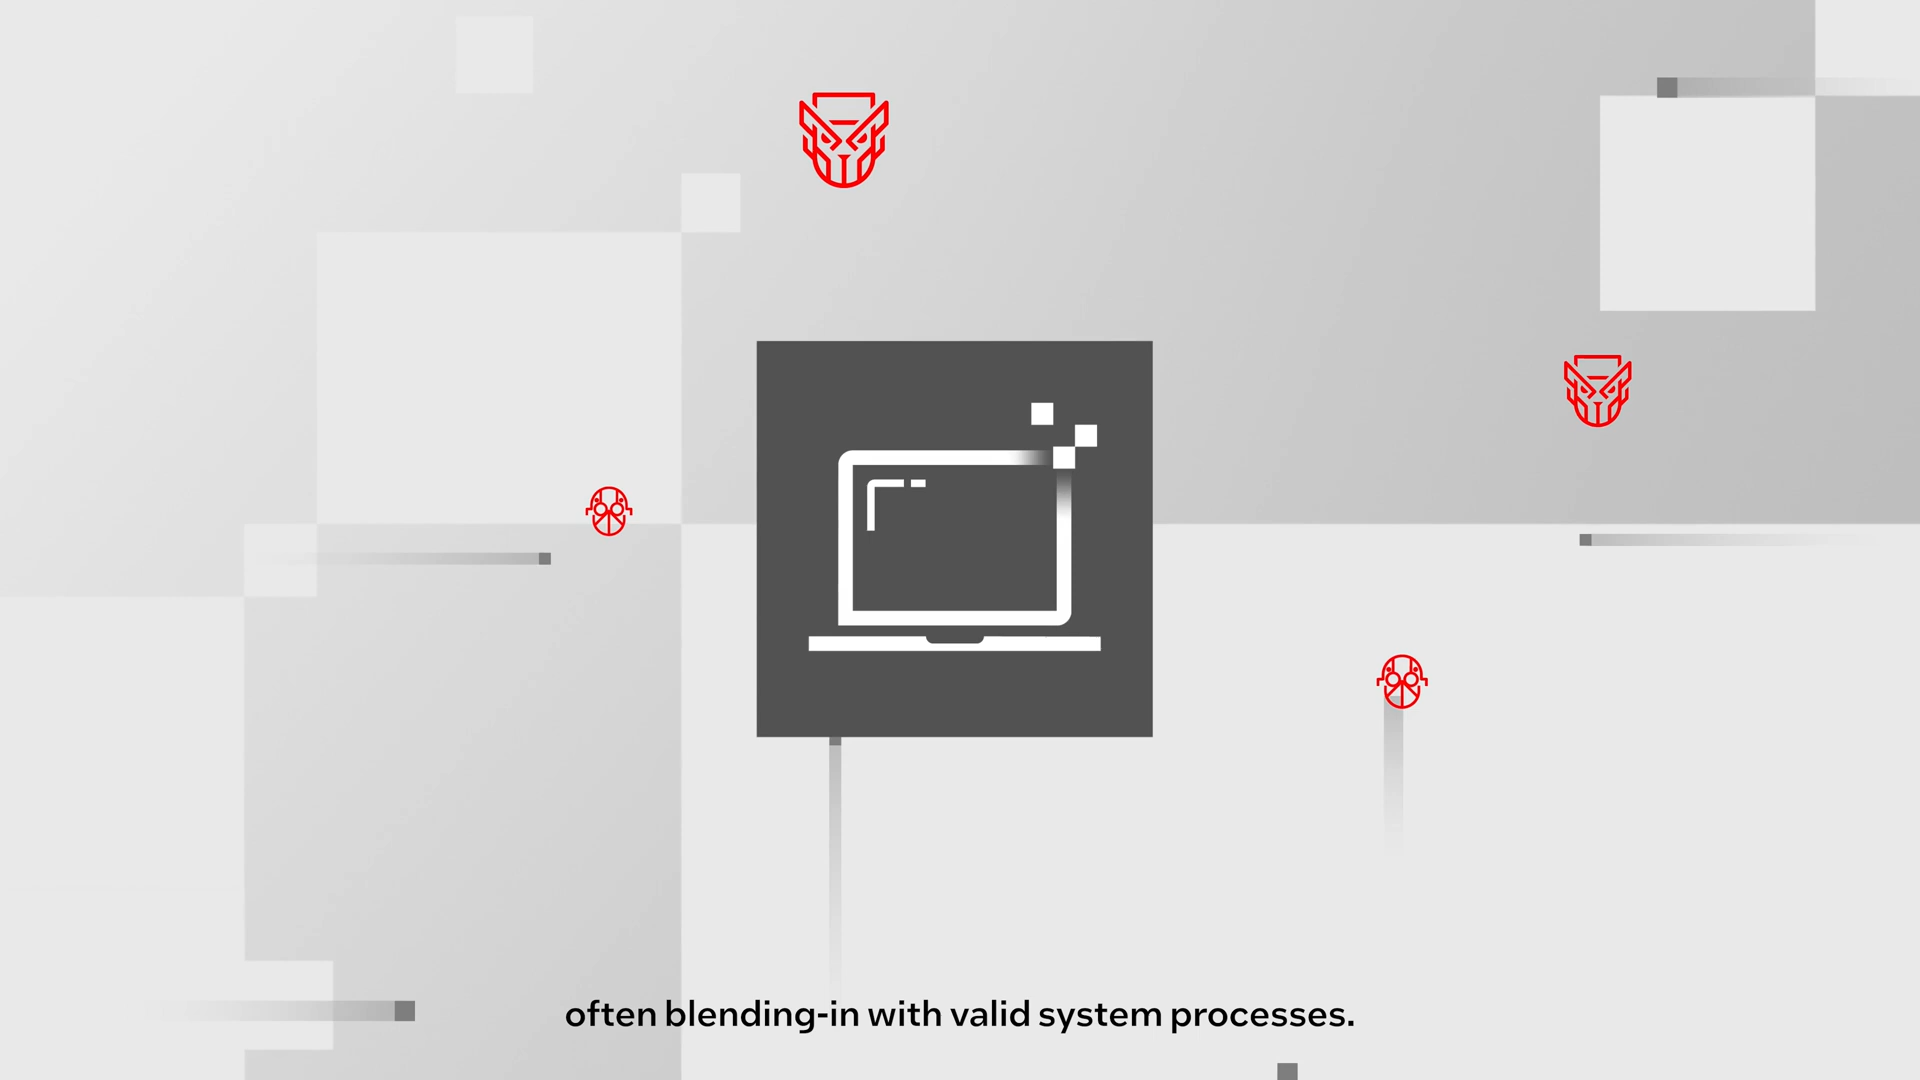 often blending-in with valid system processes.